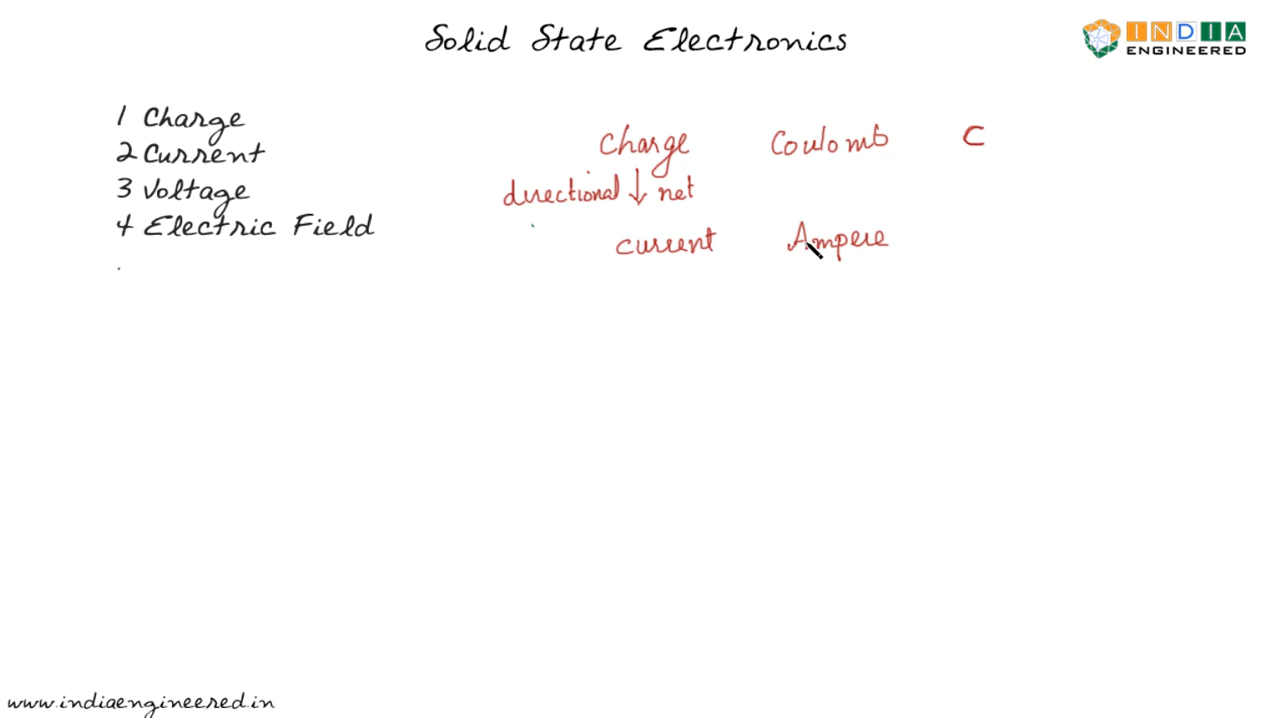 Solid State Electronics
INDIA
ENGINEERED
1 Charge
2 Current
3 Voltage
4 Electric Field
Charge Coulomb C
directional ↓ net
current Ampere
www.indiaengineered.in